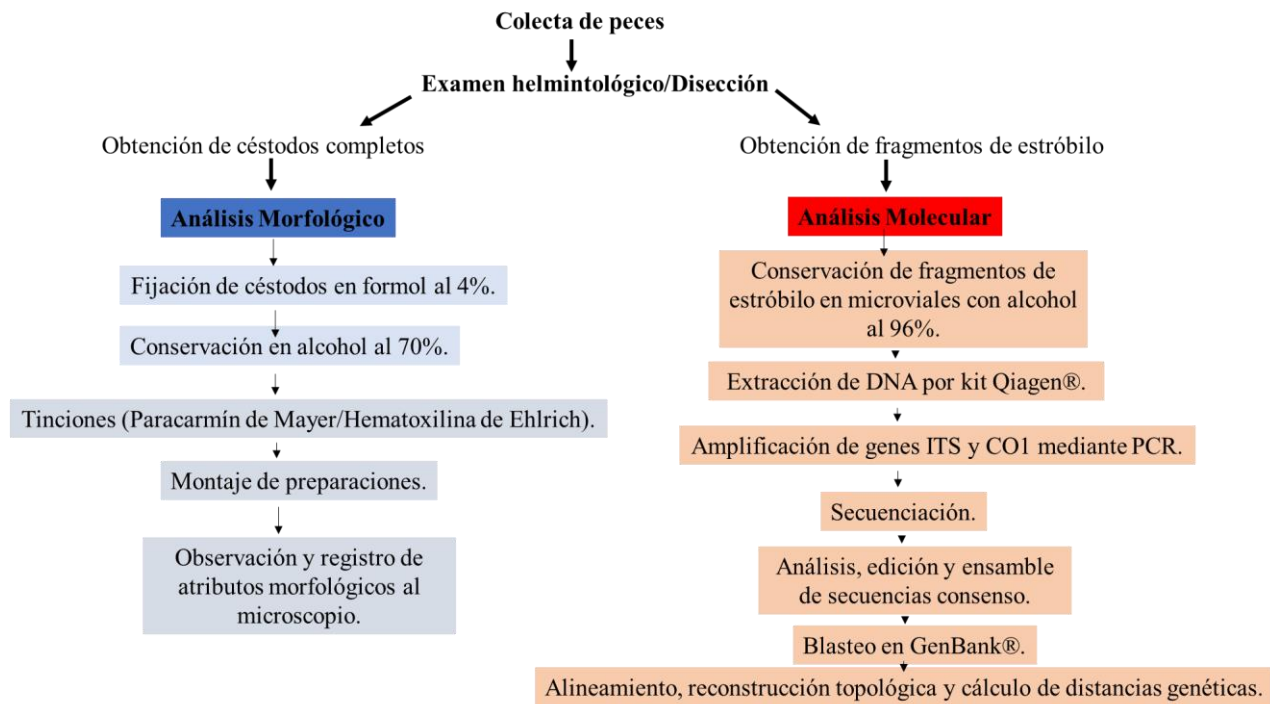 Colecta de peces
Examen helmintológico/Disección
Obtención de céstodos completos
Análisis Morfológico
Fijación de céstodos en formol al 4%.
Conservación en alcohol al 70%.
Tinciones (Paracarmín de Mayer/Hematoxilina de Ehlrich).
Montaje de preparaciones.
Observación y registro de
atributos morfológicos al
microscopio.
Obtención de fragmentos de estróbilo
Análisis Molecular
Conservación de fragmentos de
estróbilo en microviales con alcohol
al 96%.
Extracción de DNA por kit Qiagen®.
Amplificación de genes ITS y CO1 mediante PCR.
Secuenciación.
Análisis, edición y ensamble
de secuencias consenso.
Blasteo en GenBank®.
Alineamiento, reconstrucción topológica y cálculo de distancias genéticas.